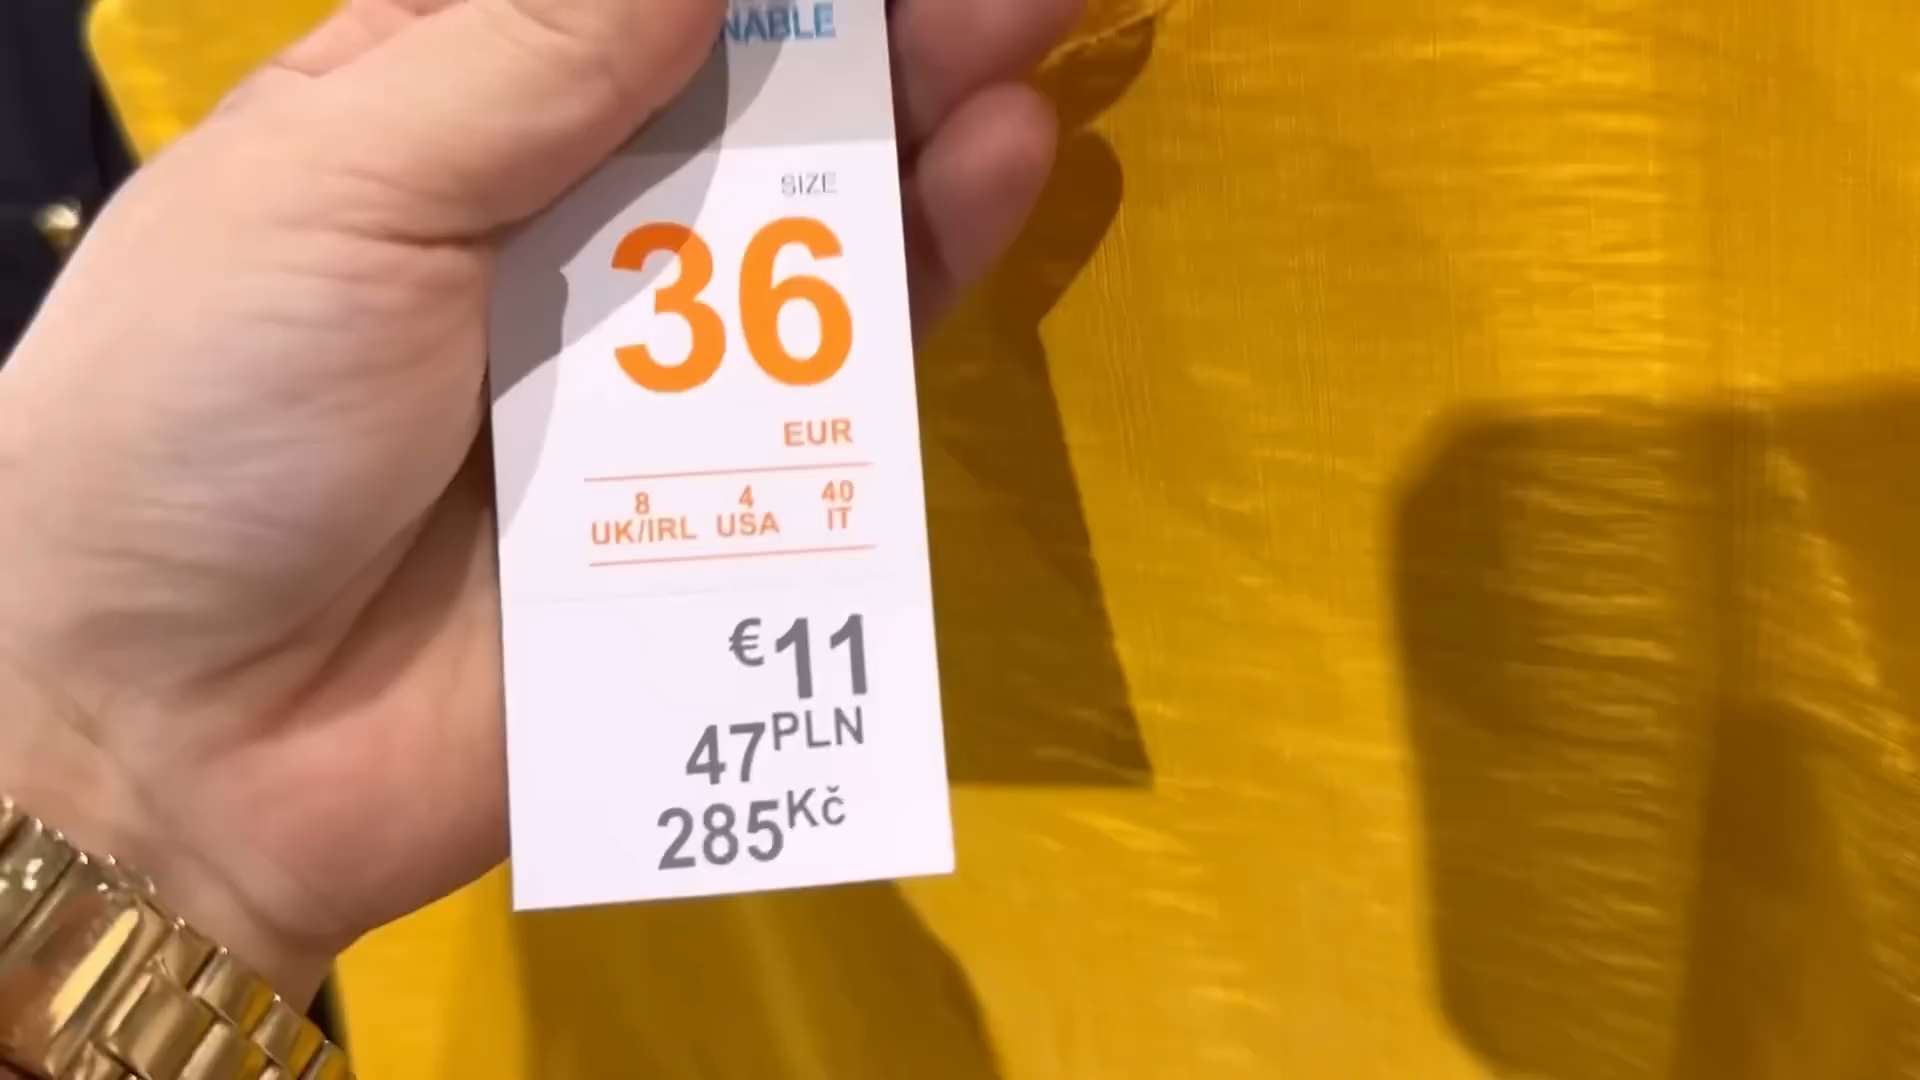 NABLE
SIZE
36
EUR
8 4 40
UK/IRL USA IT
€11
47PLN
285Kč